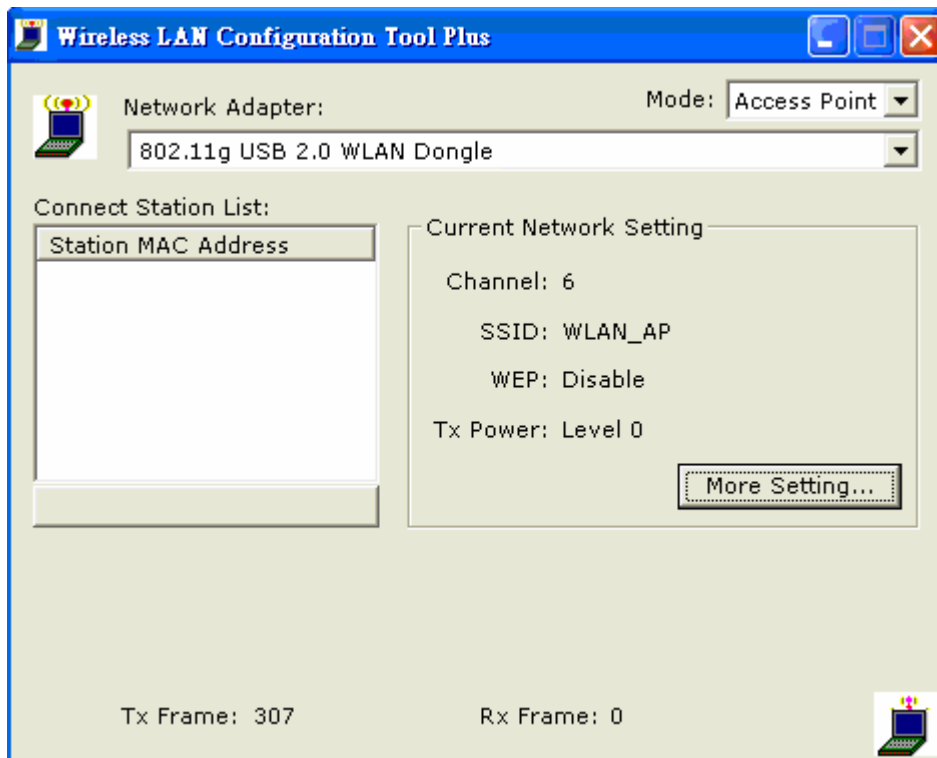 Wireless LAN Configuration Tool Plus
Network Adapter:
Mode: Access Point
802.11g USB 2.0 WLAN Dongle
Connect Station List:
Station MAC Address
Current Network Setting
Channel: 6
SSID: WLAN_AP
WEP: Disable
Tx Power: Level 0
More Setting...
Tx Frame: 307
Rx Frame: 0